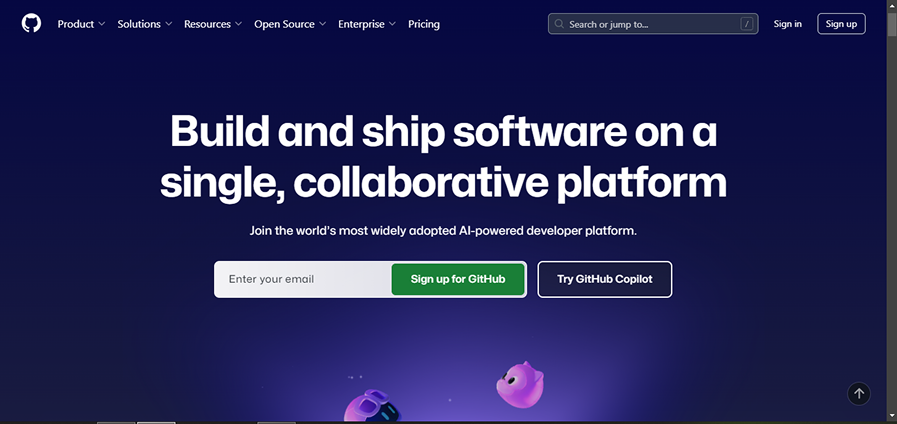 Product Solutions Resources Open Source Enterprise Pricing Search or jump to... / Sign in Sign up
Build and ship software on a
single, collaborative platform
Join the world's most widely adopted AI-powered developer platform.
Enter your email Sign up for GitHub Try GitHub Copilot